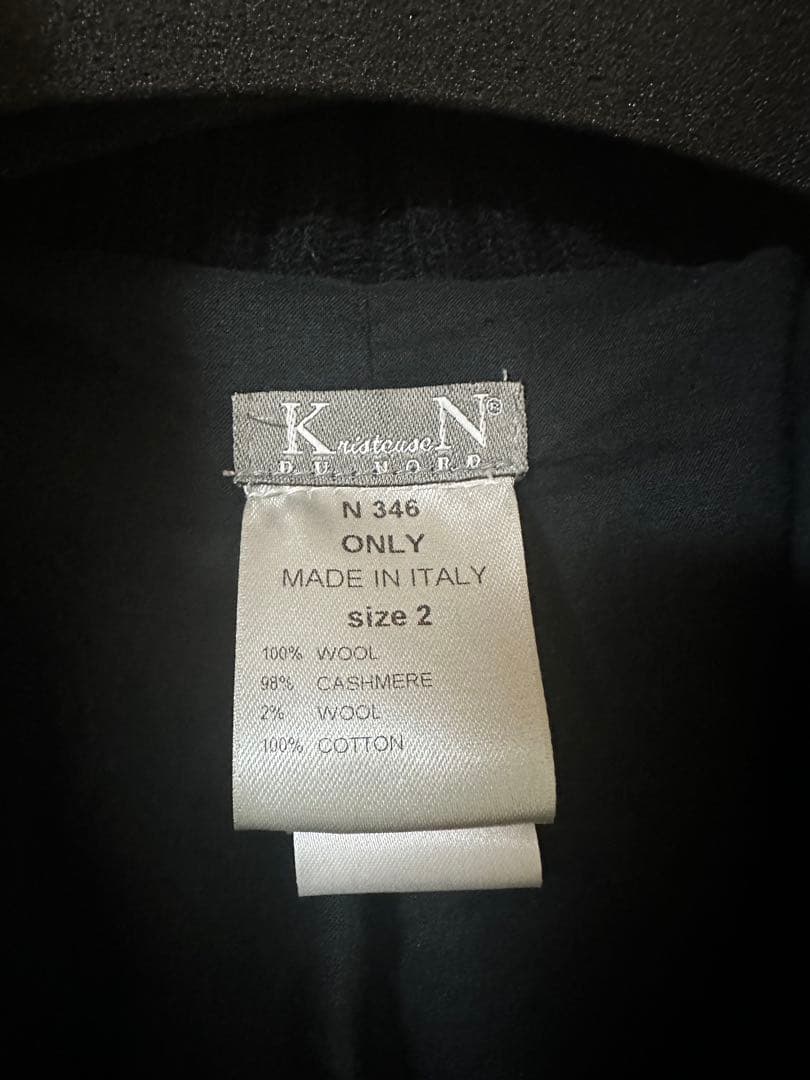 KristeuseN®
DU NORD
N 346
ONLY
MADE IN ITALY
size 2
100% WOOL
98% CASHMERE
2% WOOL
100% COTTON